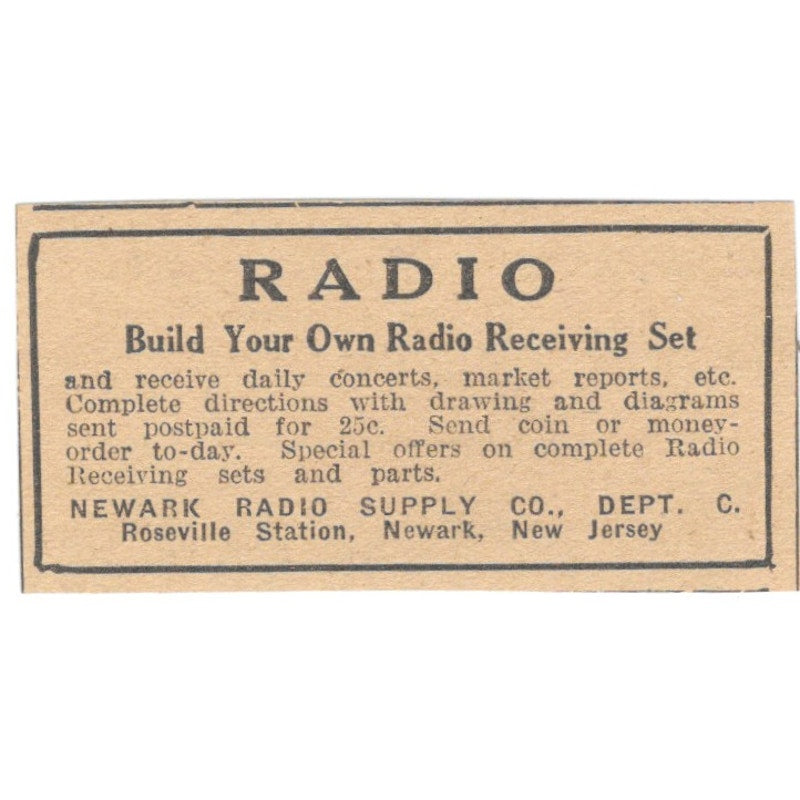 RADIO
Build Your Own Radio Receiving Set
and receive daily concerts, market reports, etc.
Complete directions with drawing and diagrams
sent postpaid for 25c. Send coin or money-
order to-day. Special offers on complete Radio
Receiving sets and parts.
NEWARK RADIO SUPPLY CO., DEPT. C.
Roseville Station, Newark, New Jersey